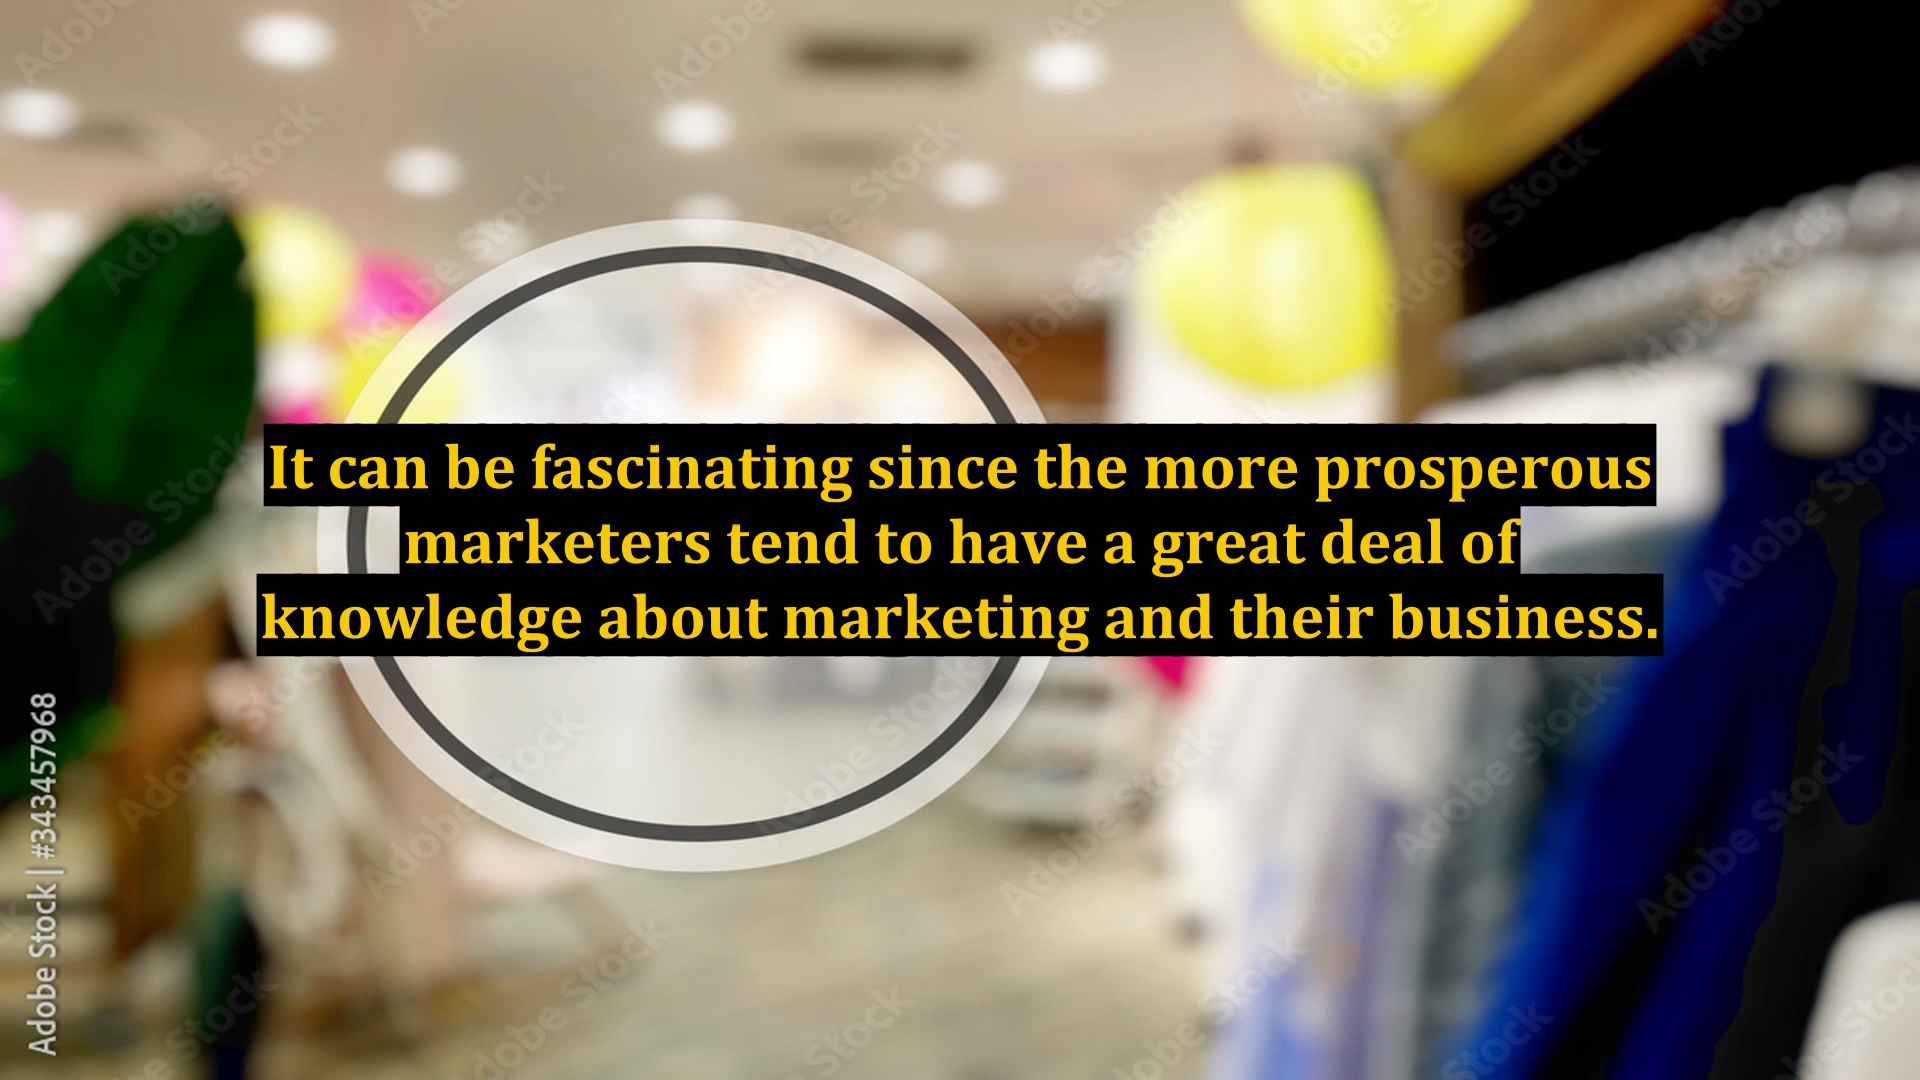 It can be fascinating since the more prosperous
marketers tend to have a great deal of
knowledge about marketing and their business.
Adobe Stock | #343457968